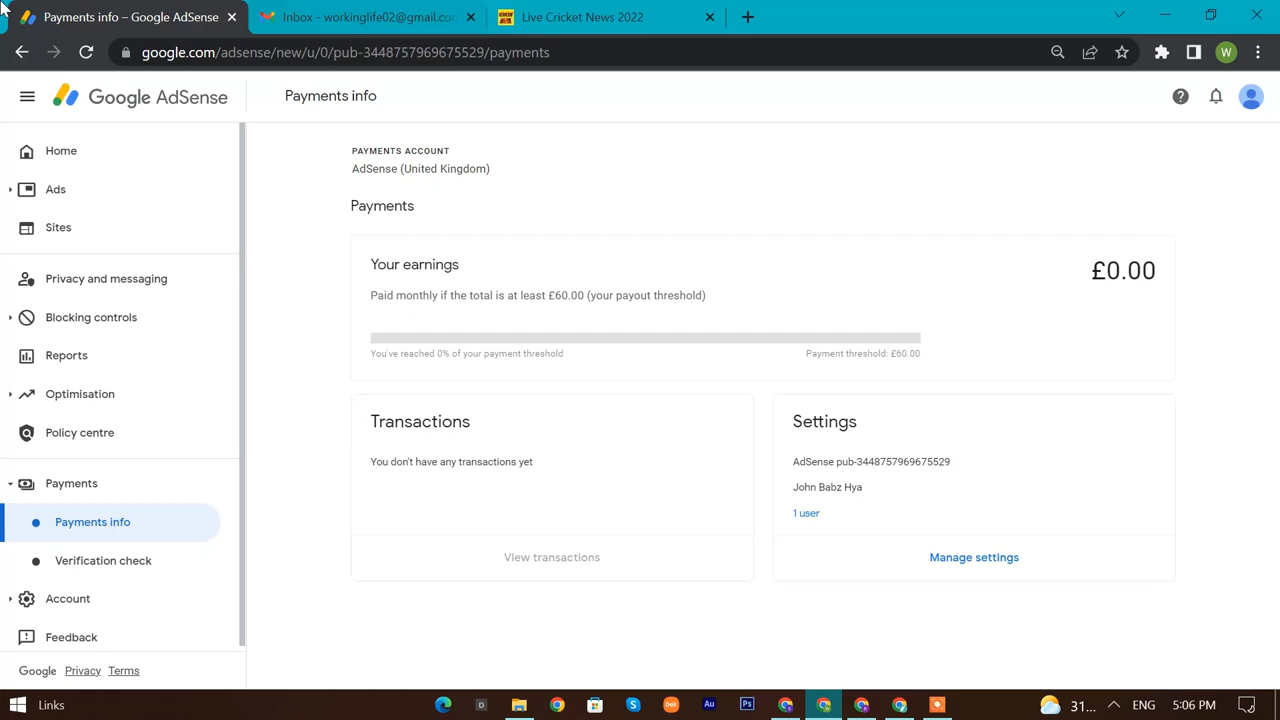 Payments info – Google AdSense
Inbox - workinglife02@gmail.co
Live Cricket News 2022
google.com/adsense/new/u/0/pub-3448757969675529/payments
W
Google AdSense
Payments info
Home
Ads
Sites
Privacy and messaging
Blocking controls
Reports
Optimisation
Policy centre
Payments
Payments info
Verification check
Account
Feedback
Google Privacy Terms
PAYMENTS ACCOUNT
AdSense (United Kingdom)
Payments
Your earnings
£0.00
Paid monthly if the total is at least £60.00 (your payout threshold)
You've reached 0% of your payment threshold
Payment threshold: £60.00
Transactions
You don't have any transactions yet
View transactions
Settings
AdSense pub-3448757969675529
John Babz Hya
1 user
Manage settings
Links
31...
ENG
5:06 PM